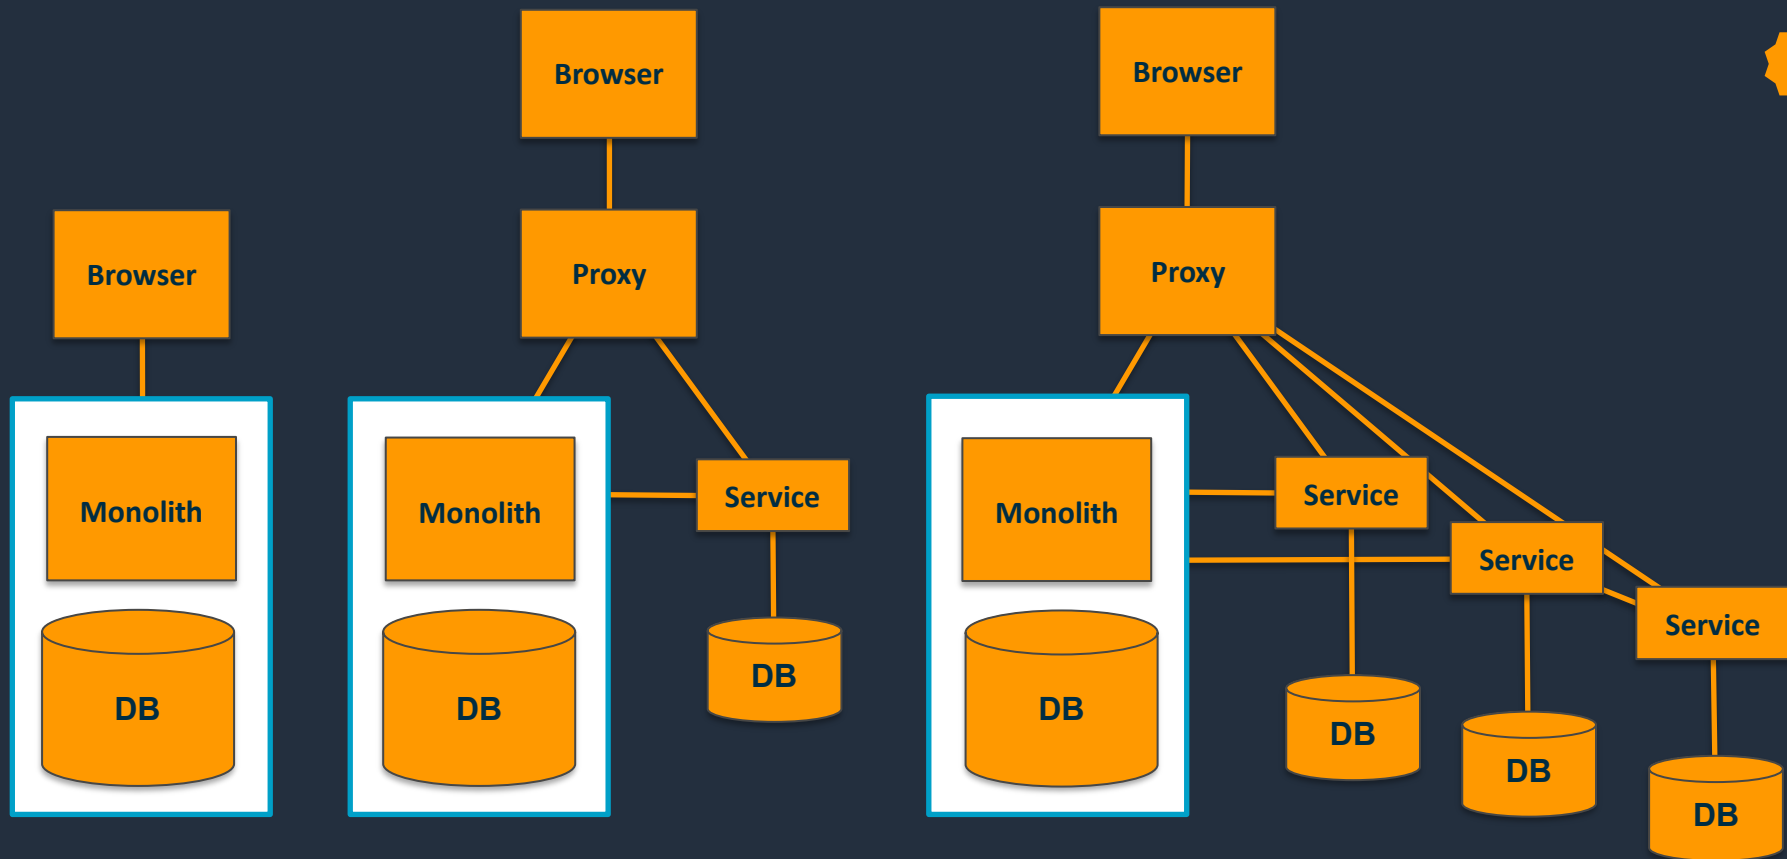 Browser
Monolith
DB
Browser
Proxy
Monolith
DB
Service
DB
Browser
Proxy
Monolith
DB
Service
DB
Service
DB
Service
DB